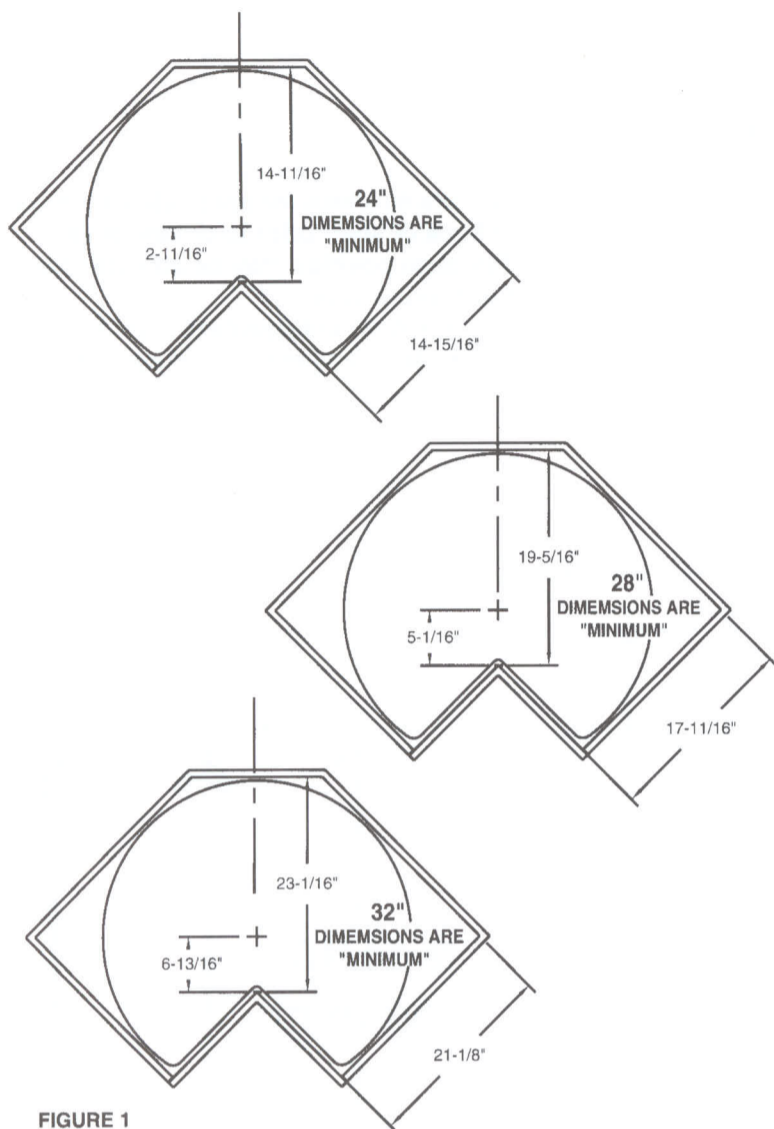 14-11/16"
24"
DIMEMSIONS ARE
"MINIMUM"
2-11/16"
14-15/16"
19-5/16"
28"
DIMEMSIONS ARE
"MINIMUM"
5-1/16"
17-11/16"
23-1/16"
32"
DIMEMSIONS ARE
"MINIMUM"
6-13/16"
21-1/8"
FIGURE 1